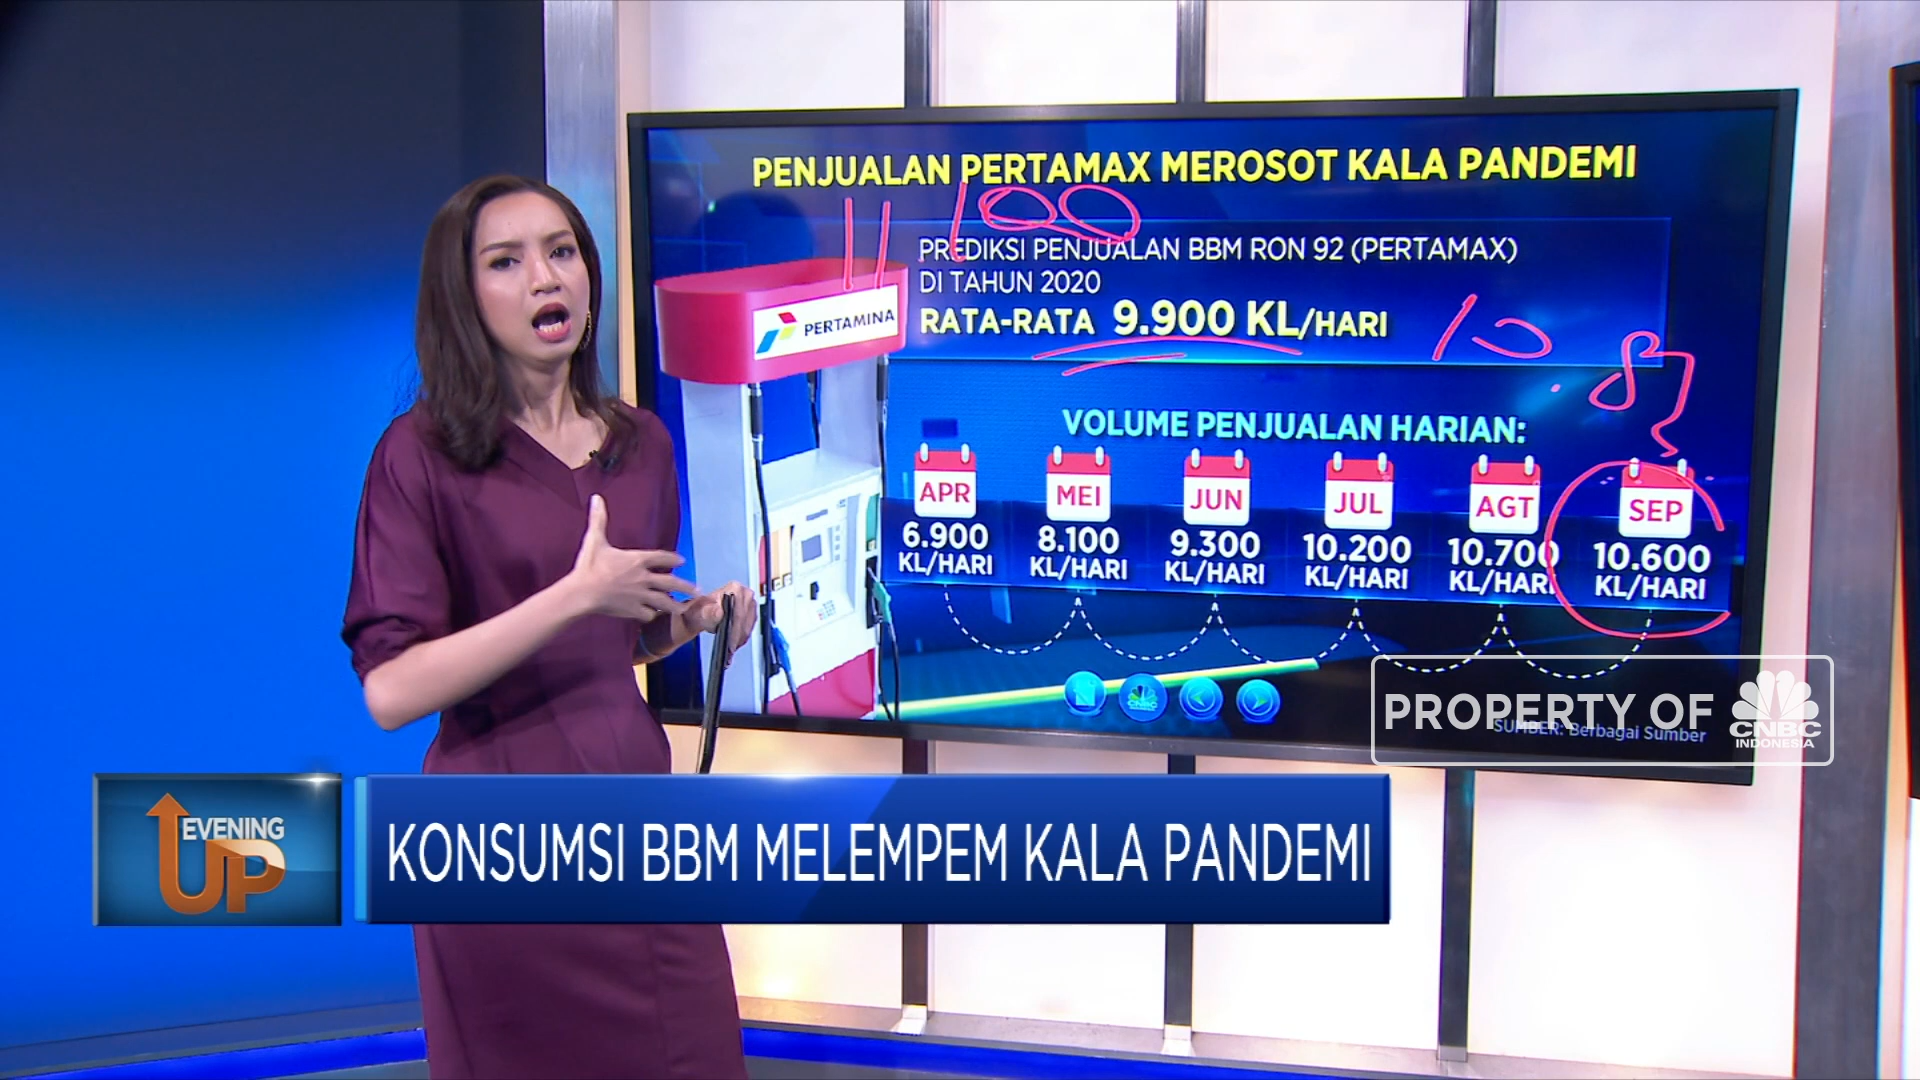 PENJUALAN PERTAMAX MEROSOT KALA PANDEMI
11.100
PREDIKSI PENJUALAN BBM RON 92 (PERTAMAX)
DI TAHUN 2020
RATA-RATA 9.900 KL/HARI
PERTAMINA
VOLUME PENJUALAN HARIAN:
APR
6.900
KL/HARI
MEI
8.100
KL/HARI
JUN
9.300
KL/HARI
JUL
10.200
KL/HARI
AGT
10.700
KL/HARI
SEP
10.600
KL/HARI
CNBC
SUMBER: Berbagai Sumber
PROPERTY OF CNBC INDONESIA
EVENING
UP
KONSUMSI BBM MELEMPEM KALA PANDEMI